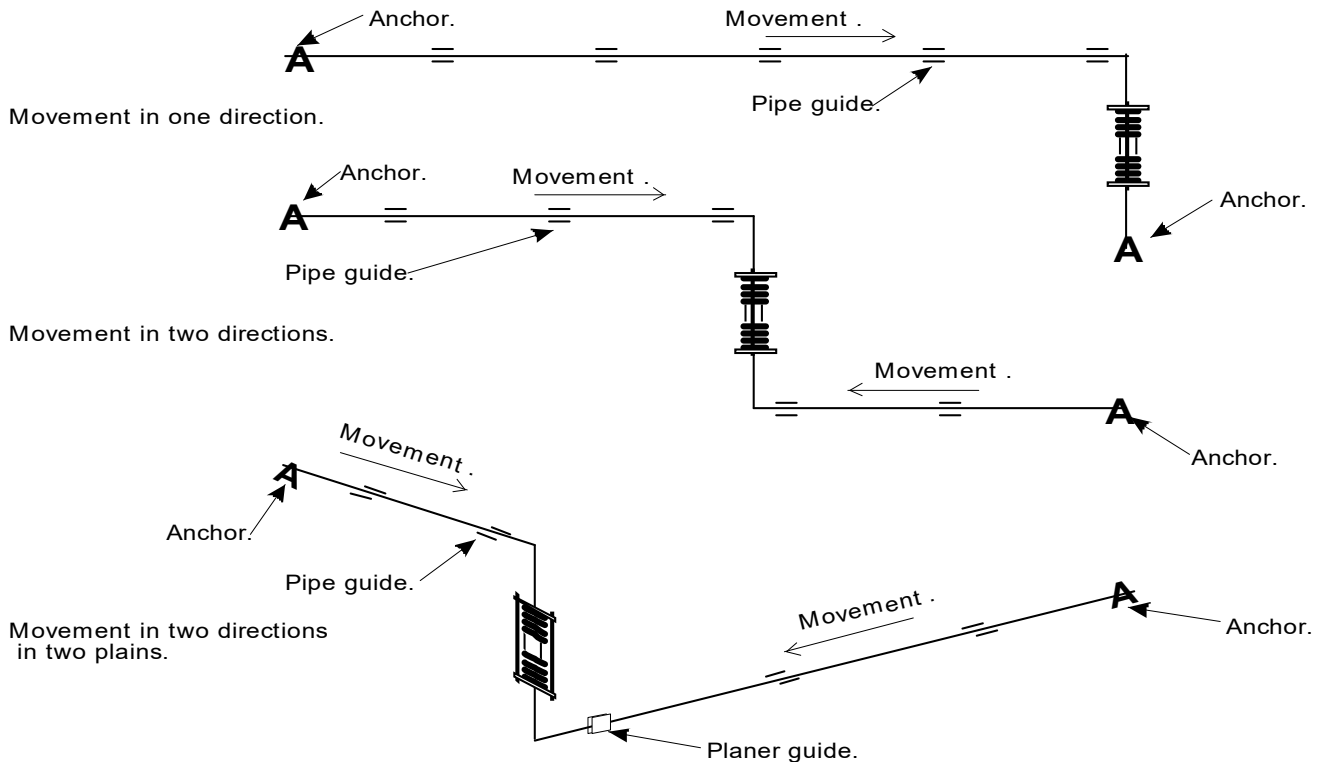 Anchor.
Movement .
A
Pipe guide.
Movement in one direction.
Anchor.
Movement .
Anchor.
A
A
Pipe guide.
Movement in two directions.
Movement .
A
Anchor.
Movement .
A
Anchor.
Pipe guide.
Movement .
A
Anchor.
Movement in two directions
in two plains.
Planer guide.